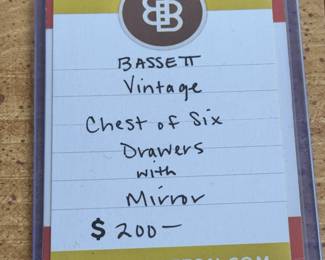 BASSETT
Vintage
Chest of Six
Drawers
with
Mirror
$ 200—